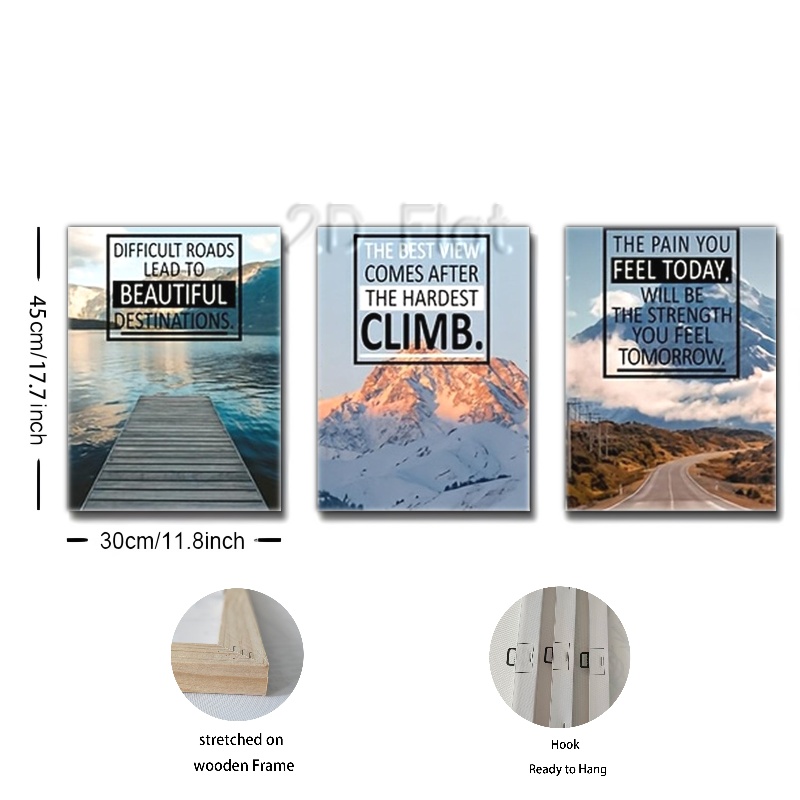 2D Flat
DIFFICULT ROADS
LEAD TO
BEAUTIFUL
DESTINATIONS.
THE BEST VIEW
COMES AFTER
THE HARDEST
CLIMB.
THE PAIN YOU
FEEL TODAY,
WILL BE
THE STRENGTH
YOU FEEL
TOMORROW.
45cm/17.7inch
30cm/11.8inch
stretched on
wooden Frame
Hook
Ready to Hang